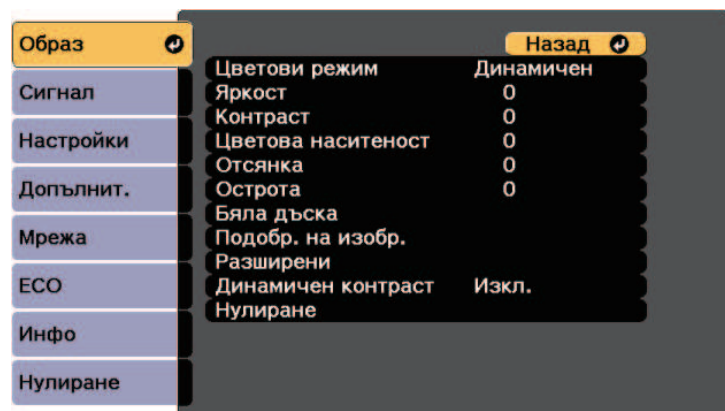 Образ
Сигнал
Настройки
Допълнит.
Мрежа
ECO
Инфо
Нулиране
Назад
Цветови режим Динамичен
Яркост 0
Контраст 0
Цветова наситеност 0
Отсянка 0
Острота 0
Бяла дъска
Подобр. на изобр.
Разширени
Динамичен контраст Изкл.
Нулиране